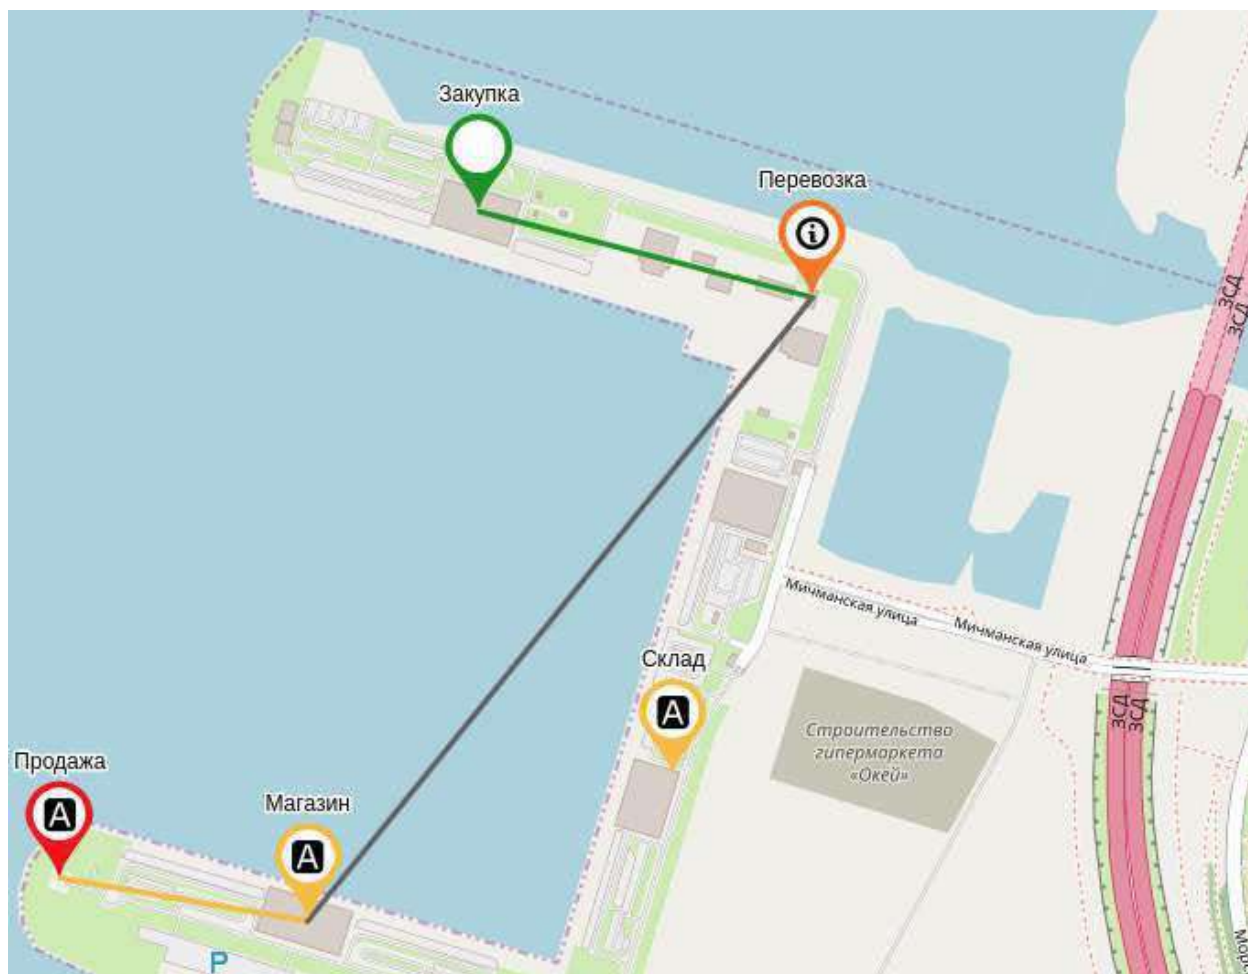 Закупка
Перевозка
i
ЗСД
ЗСД
Мичманская улица
Мичманская улица
Склад
A
ЗСД
ЗСД
Строительство
гипермаркета
«Окей»
Продажа
A
Магазин
A
P